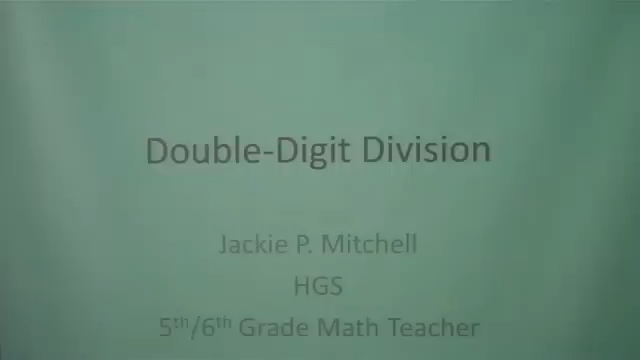 Double-Digit Division
Jackie P. Mitchell
HGS
5th/6th Grade Math Teacher